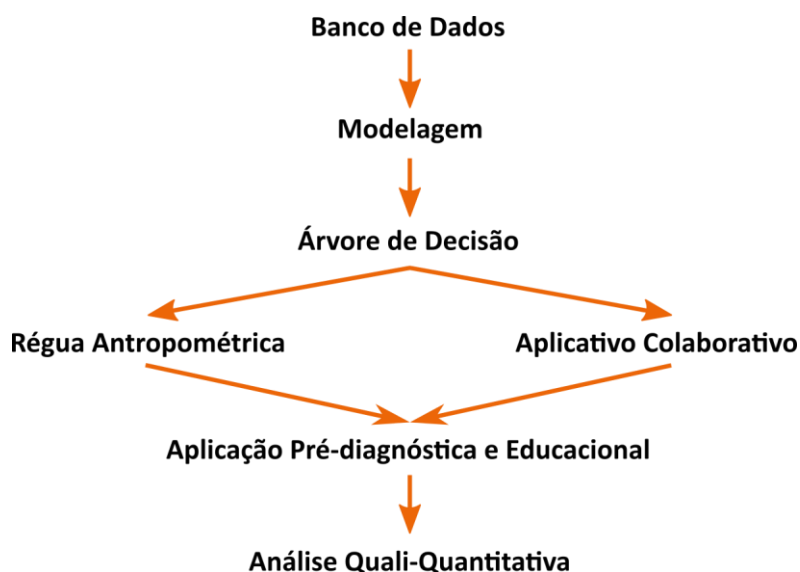 Banco de Dados
Modelagem
Árvore de Decisão
Régua Antropométrica
Aplicativo Colaborativo
Aplicação Pré-diagnóstica e Educacional
Análise Quali-Quantitativa